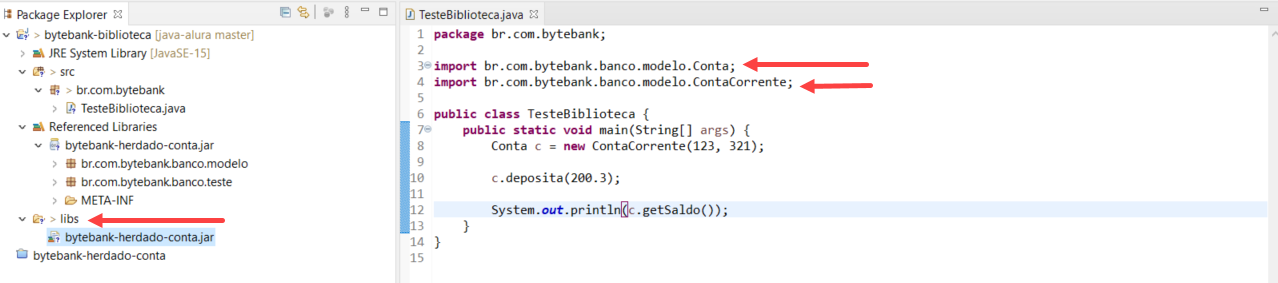 Package Explorer
bytebank-biblioteca [java-alura master]
JRE System Library [JavaSE-15]
src
br.com.bytebank
TesteBiblioteca.java
Referenced Libraries
bytebank-herdado-conta.jar
br.com.bytebank.banco.modelo
br.com.bytebank.banco.teste
META-INF
libs
bytebank-herdado-conta.jar
bytebank-herdado-conta
TesteBiblioteca.java
1 package br.com.bytebank;
2
3 import br.com.bytebank.banco.modelo.Conta;
4 import br.com.bytebank.banco.modelo.ContaCorrente;
5
6 public class TesteBiblioteca {
7 public static void main(String[] args) {
8 Conta c = new ContaCorrente(123, 321);
9
10 c.deposita(200.3);
11
12 System.out.println(c.getSaldo());
13 }
14 }
15